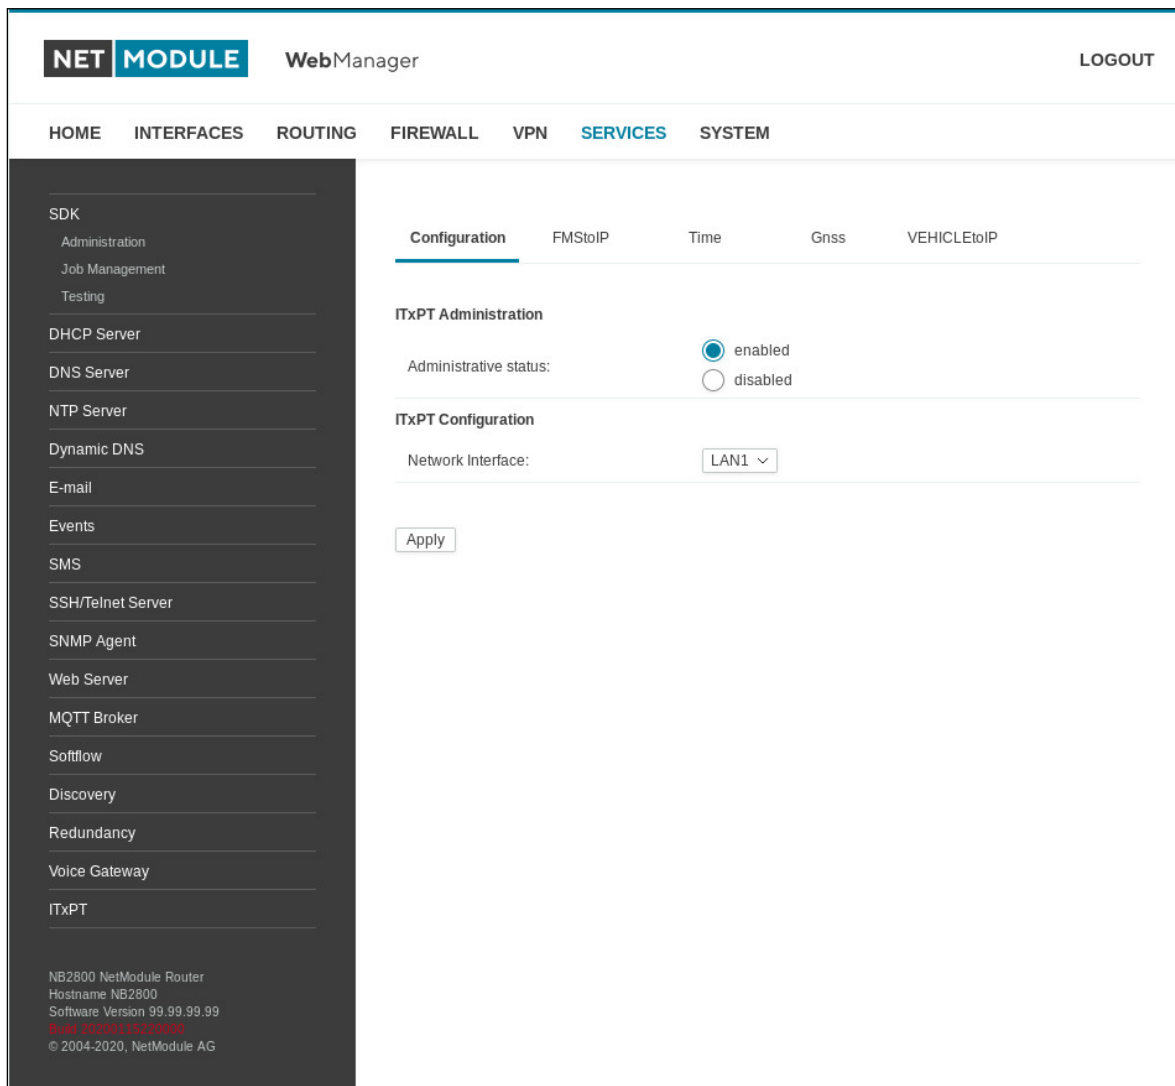 NET MODULE WebManager LOGOUT
HOME INTERFACES ROUTING FIREWALL VPN SERVICES SYSTEM
SDK
Administration
Job Management
Testing
DHCP Server
DNS Server
NTP Server
Dynamic DNS
E-mail
Events
SMS
SSH/Telnet Server
SNMP Agent
Web Server
MQTT Broker
Softflow
Discovery
Redundancy
Voice Gateway
ITxPT
NB2800 NetModule Router
Hostname NB2800
Software Version 99.99.99.99
Build
© 2004-2020, NetModule AG
Configuration FMStoIP Time Gnss VEHICLEtoIP
ITxPT Administration
Administrative status:
enabled
disabled
ITxPT Configuration
Network Interface: LAN1
Apply